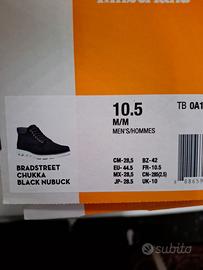 Timberland
10.5
TB 0A1
M/M
MEN'S/HOMMES
BRADSTREET
CHUKKA
BLACK NUBUCK
CM-28,5 BZ-42
EU-44.5 FR-10.5
MX-28,5 CN-285(2,5)
JP-28.5 UK-10
subito